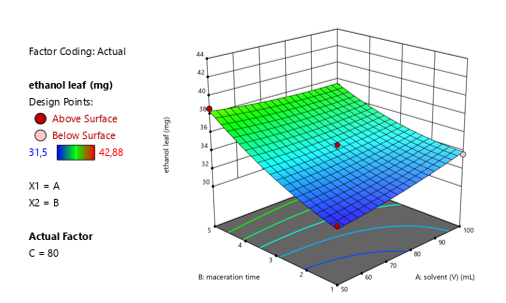 Factor Coding: Actual
ethanol leaf (mg)
Design Points:
Above Surface
Below Surface
31,5 42,88
X1 = A
X2 = B
Actual Factor
C = 80
ethanol leaf (mg)
44
42
40
38
36
34
32
30
5
4
3
2
1
50
60
70
80
90
100
B: maceration time
A: solvent (V) (mL)